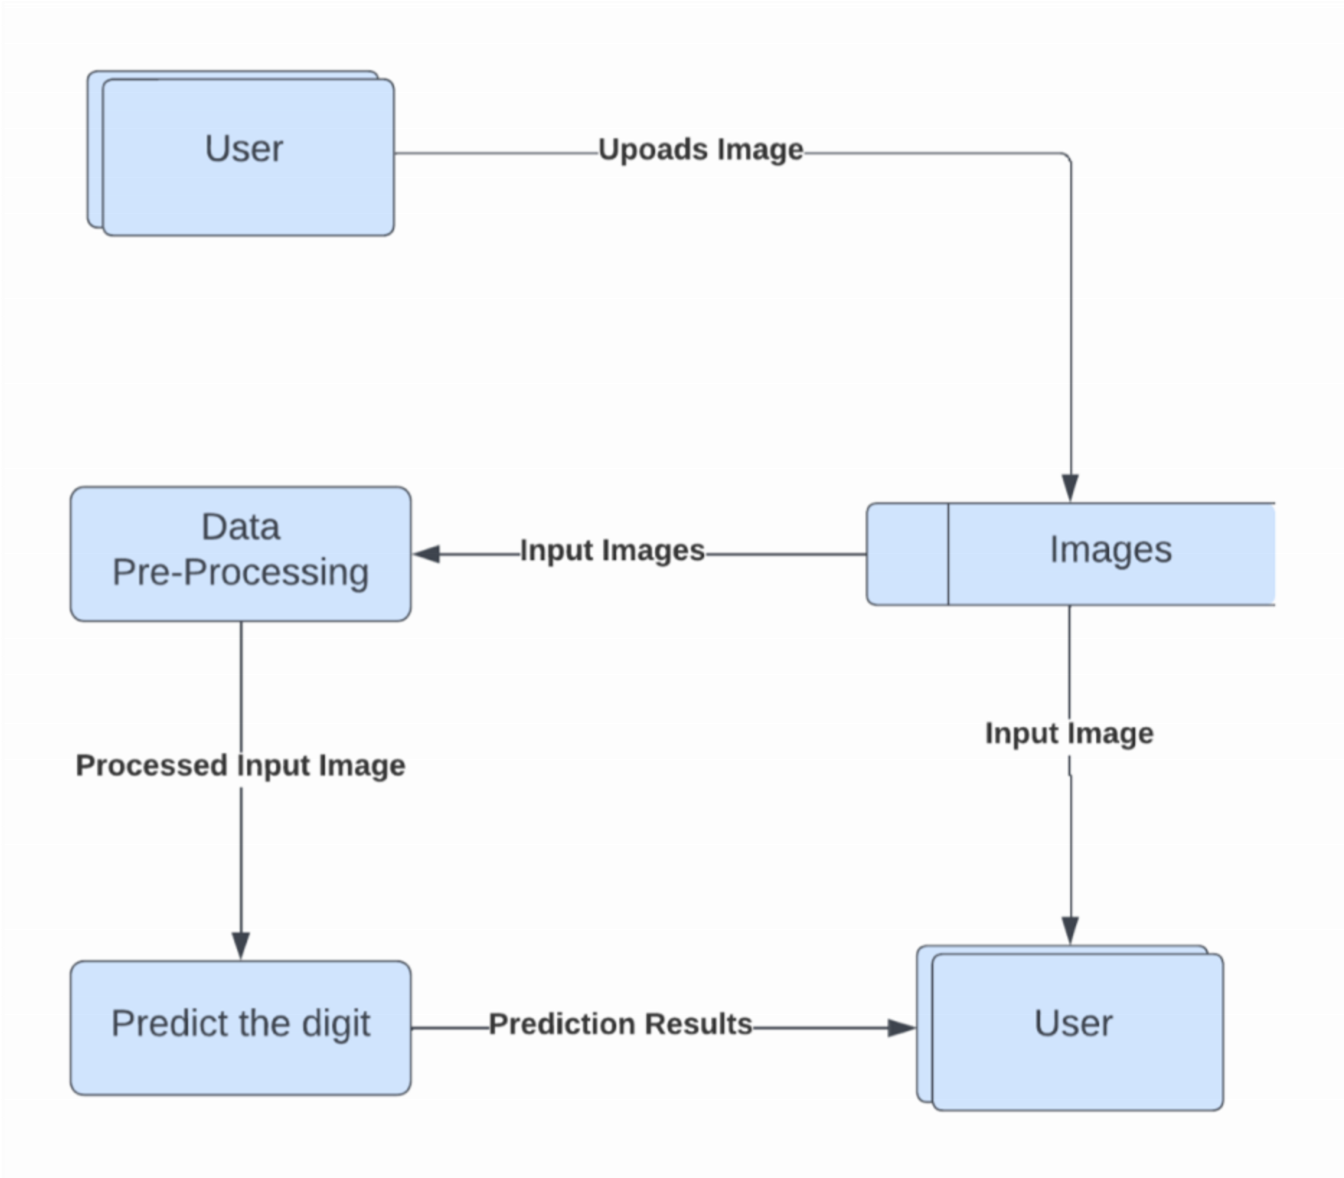 User
Upoads Image
Data
Pre-Processing
Input Images
Images
Processed Input Image
Input Image
Predict the digit
Prediction Results
User